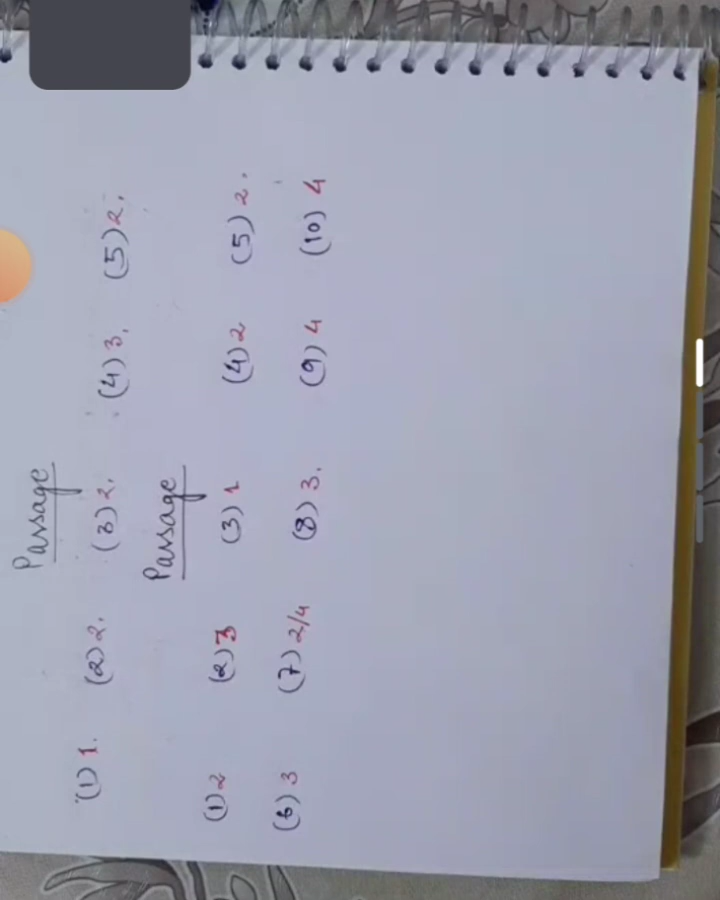 Passage
(1) 1. (2) 2. (3) 2. (4) 3. (5) 2.
Passage
(1) 2 (2) 3 (3) 1 (4) 2 (5) 2.
(6) 3 (7) 2/4 (8) 3. (9) 4 (10) 4